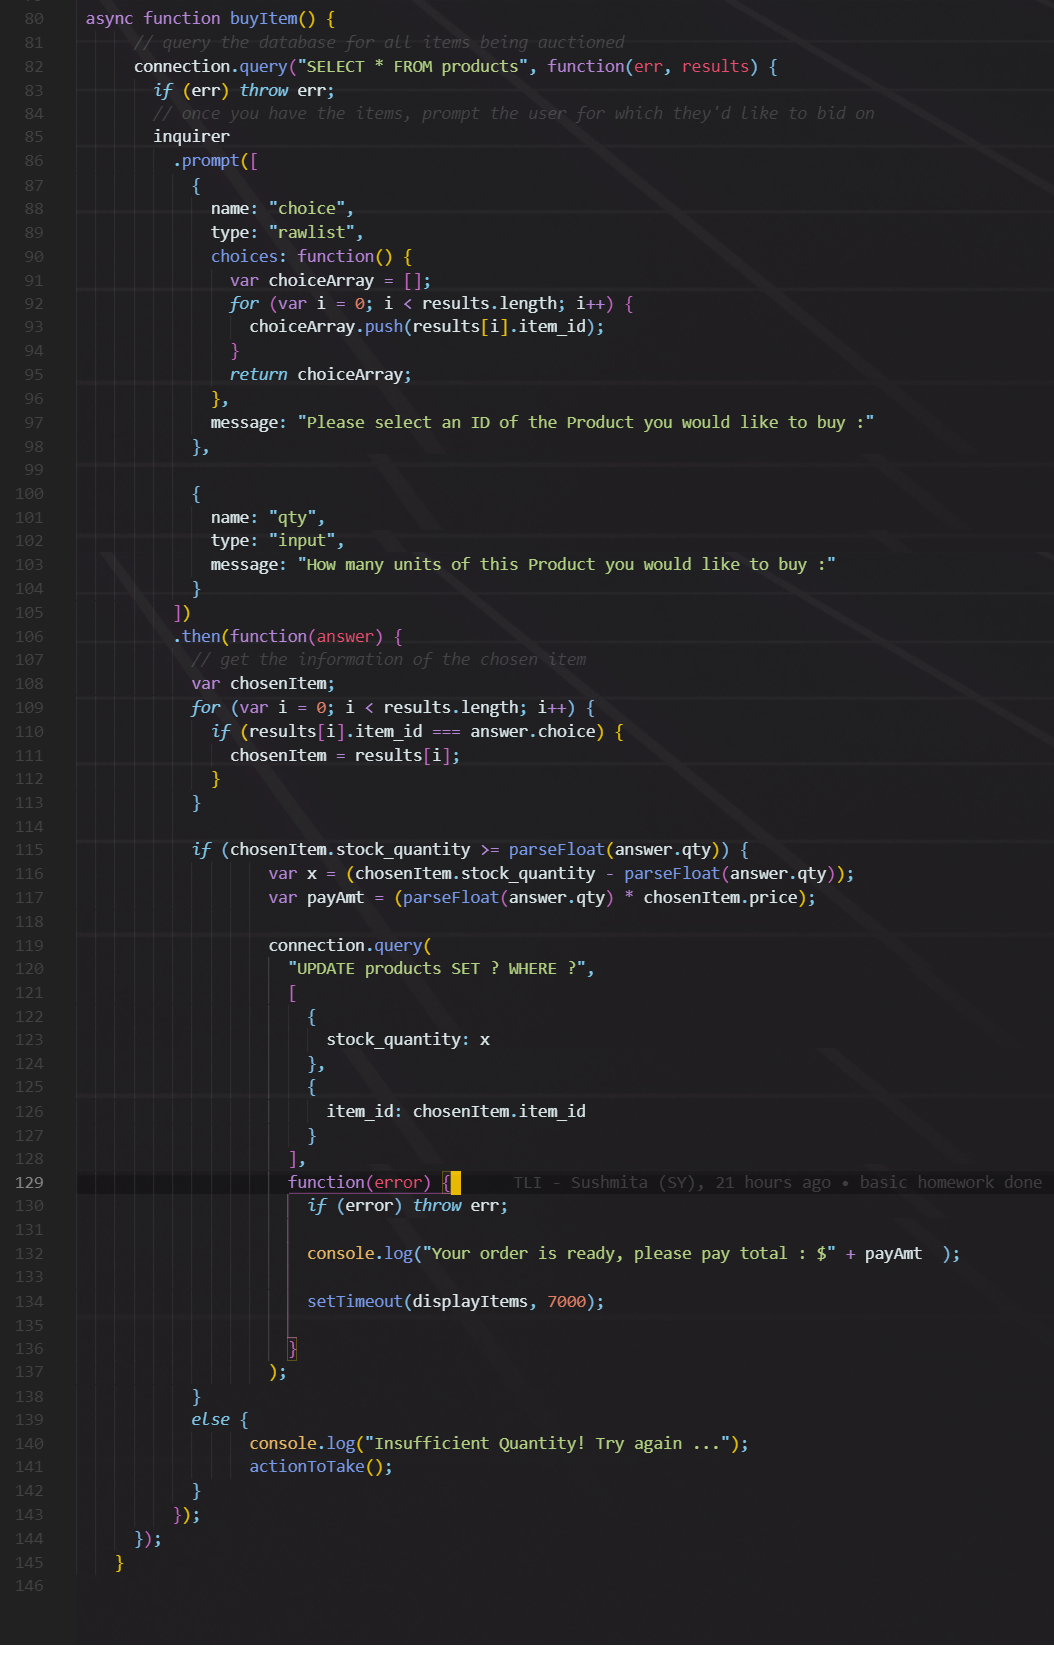 80 async function buyItem() {
81 // query the database for all items being auctioned
82 connection.query("SELECT * FROM products", function(err, results) {
83 if (err) throw err;
84 // once you have the items, prompt the user for which they'd like to bid on
85 inquirer
86 .prompt([
87 {
88 name: "choice",
89 type: "rawlist",
90 choices: function() {
91 var choiceArray = [];
92 for (var i = 0; i < results.length; i++) {
93 choiceArray.push(results[i].item_id);
94 }
95 return choiceArray;
96 },
97 message: "Please select an ID of the Product you would like to buy :"
98 },
99
100 {
101 name: "qty",
102 type: "input",
103 message: "How many units of this Product you would like to buy :"
104 }
105 ])
106 .then(function(answer) {
107 // get the information of the chosen item
108 var chosenItem;
109 for (var i = 0; i < results.length; i++) {
110 if (results[i].item_id === answer.choice) {
111 chosenItem = results[i];
112 }
113 }
114
115 if (chosenItem.stock_quantity >= parseFloat(answer.qty)) {
116 var x = (chosenItem.stock_quantity - parseFloat(answer.qty));
117 var payAmt = (parseFloat(answer.qty) * chosenItem.price);
118
119 connection.query(
120 "UPDATE products SET ? WHERE ?",
121 [
122 {
123 stock_quantity: x
124 },
125 {
126 item_id: chosenItem.item_id
127 }
128 ],
129 function(error) { TLI - Sushmita (SY), 21 hours ago • basic homework done
130 if (error) throw err;
131
132 console.log("Your order is ready, please pay total : $" + payAmt );
133
134 setTimeout(displayItems, 7000);
135
136 }
137 );
138 }
139 else {
140 console.log("Insufficient Quantity! Try again ...");
141 actionToTake();
142 }
143 });
144 });
145 }
146